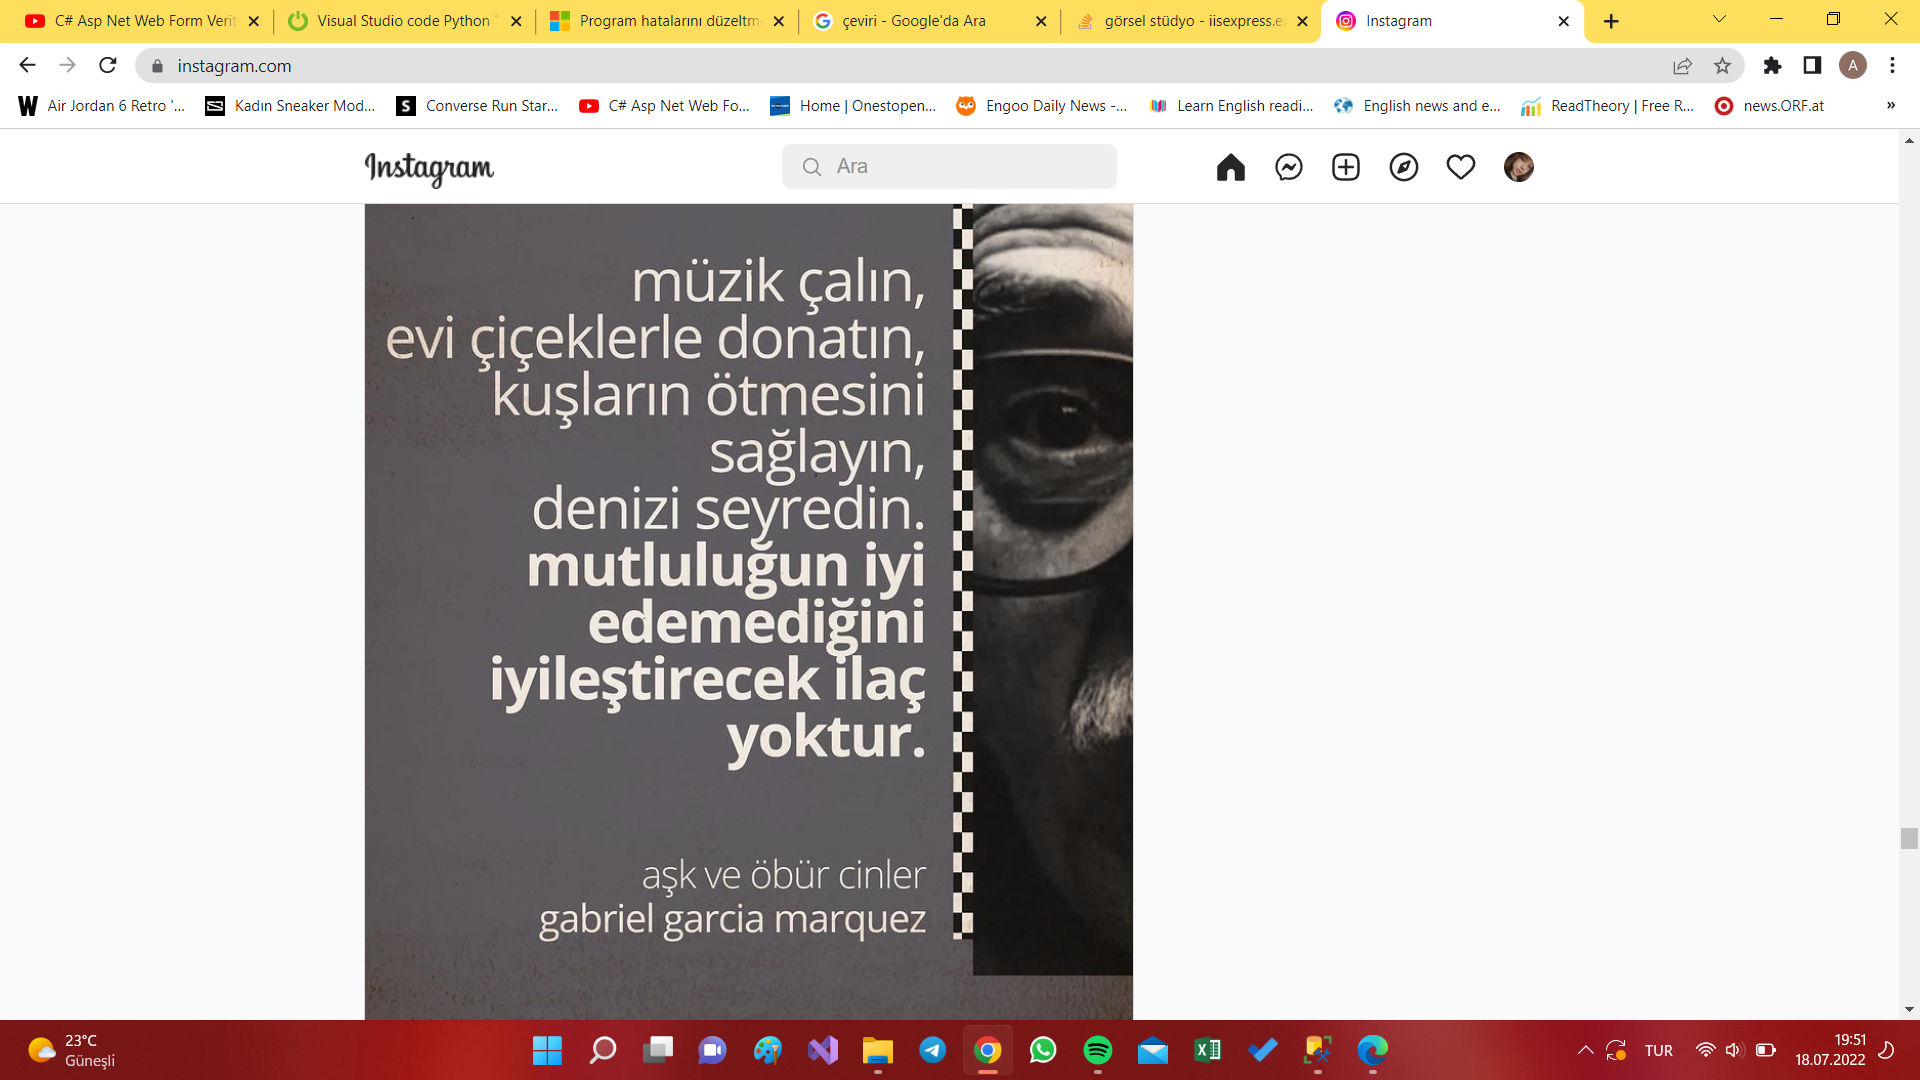 C# Asp Net Web Form Verit
Visual Studio code Python
Program hatalarını düzeltme
çeviri - Google'da Ara
görsel stüdyo - iisexpress.ex
Instagram
instagram.com
A
Air Jordan 6 Retro '...
Kadın Sneaker Mod...
Converse Run Star...
C# Asp Net Web Fo...
Home | Onestopen...
Engoo Daily News -...
Learn English readi...
English news and e...
ReadTheory | Free R...
news.ORF.at
»
Instagram
Ara
müzik çalın,
evi çiçeklerle donatın,
kuşların ötmesini
sağlayın,
denizi seyredin.
mutluluğun iyi
edemediğini
iyileştirecek ilaç
yoktur.
aşk ve öbür cinler
gabriel garcia marquez
23°C
Güneşli
TUR
19:51
18.07.2022